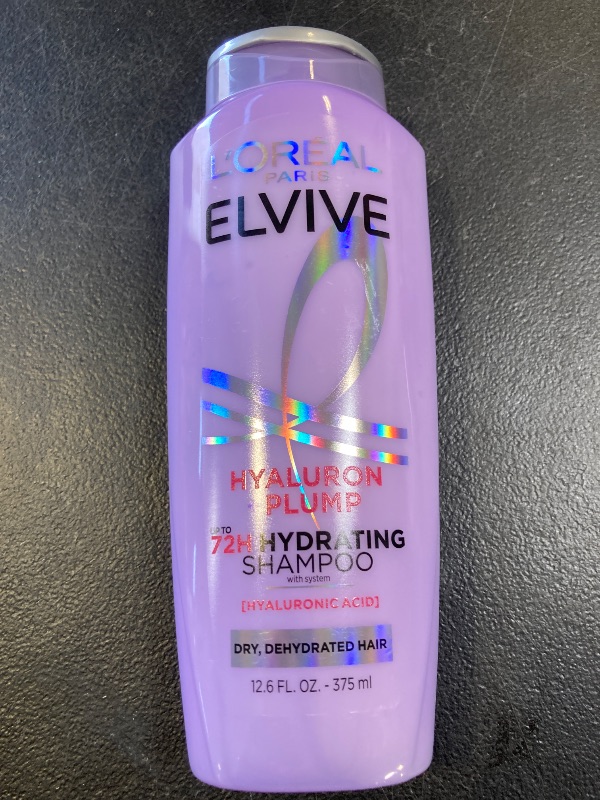 L'ORÉAL
PARIS
ELVIVE
HYALURON
PLUMP
UP TO
72H HYDRATING
SHAMPOO
with system
[HYALURONIC ACID]
DRY, DEHYDRATED HAIR
12.6 FL. OZ. - 375 ml